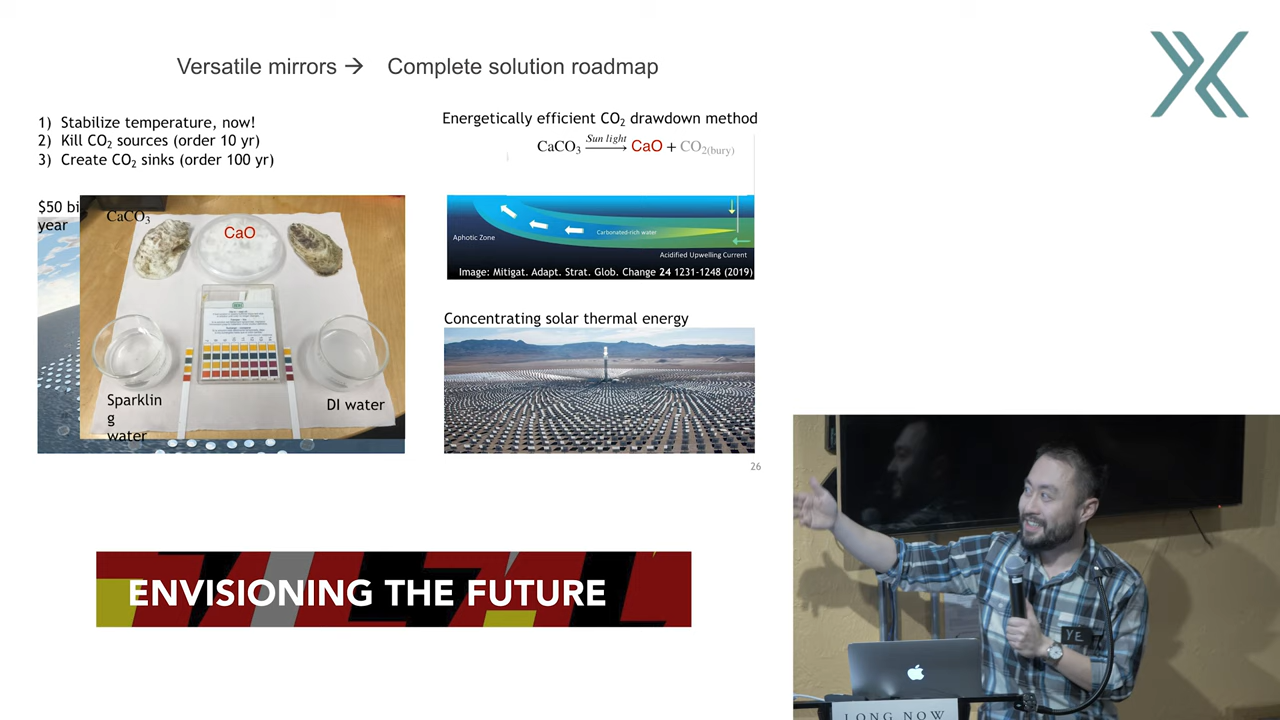 Versatile mirrors → Complete solution roadmap
1) Stabilize temperature, now!
2) Kill CO₂ sources (order 10 yr)
3) Create CO₂ sinks (order 100 yr)
$50 bi
year
CaCO₃
CaO
Sparklin
g
water
DI water
Energetically efficient CO₂ drawdown method
Sun light
CaCO₃ → CaO + CO₂(bury)
Aphotic Zone
Carbonated-rich water
Acidified Upwelling Current
Image: Mitigat. Adapt. Strat. Glob. Change 24 1231-1248 (2019)
Concentrating solar thermal energy
26
ENVISIONING THE FUTURE
YE
LONG NOW